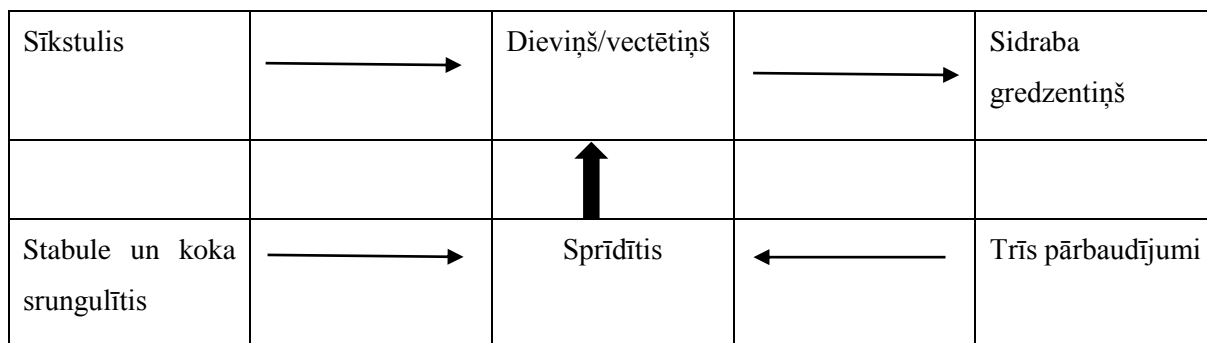 Sīkstulis
Dieviņš/vectētiņš
Sidraba
gredzentiņš
Stabule un koka
srungulītis
Sprīdītis
Trīs pārbaudījumi